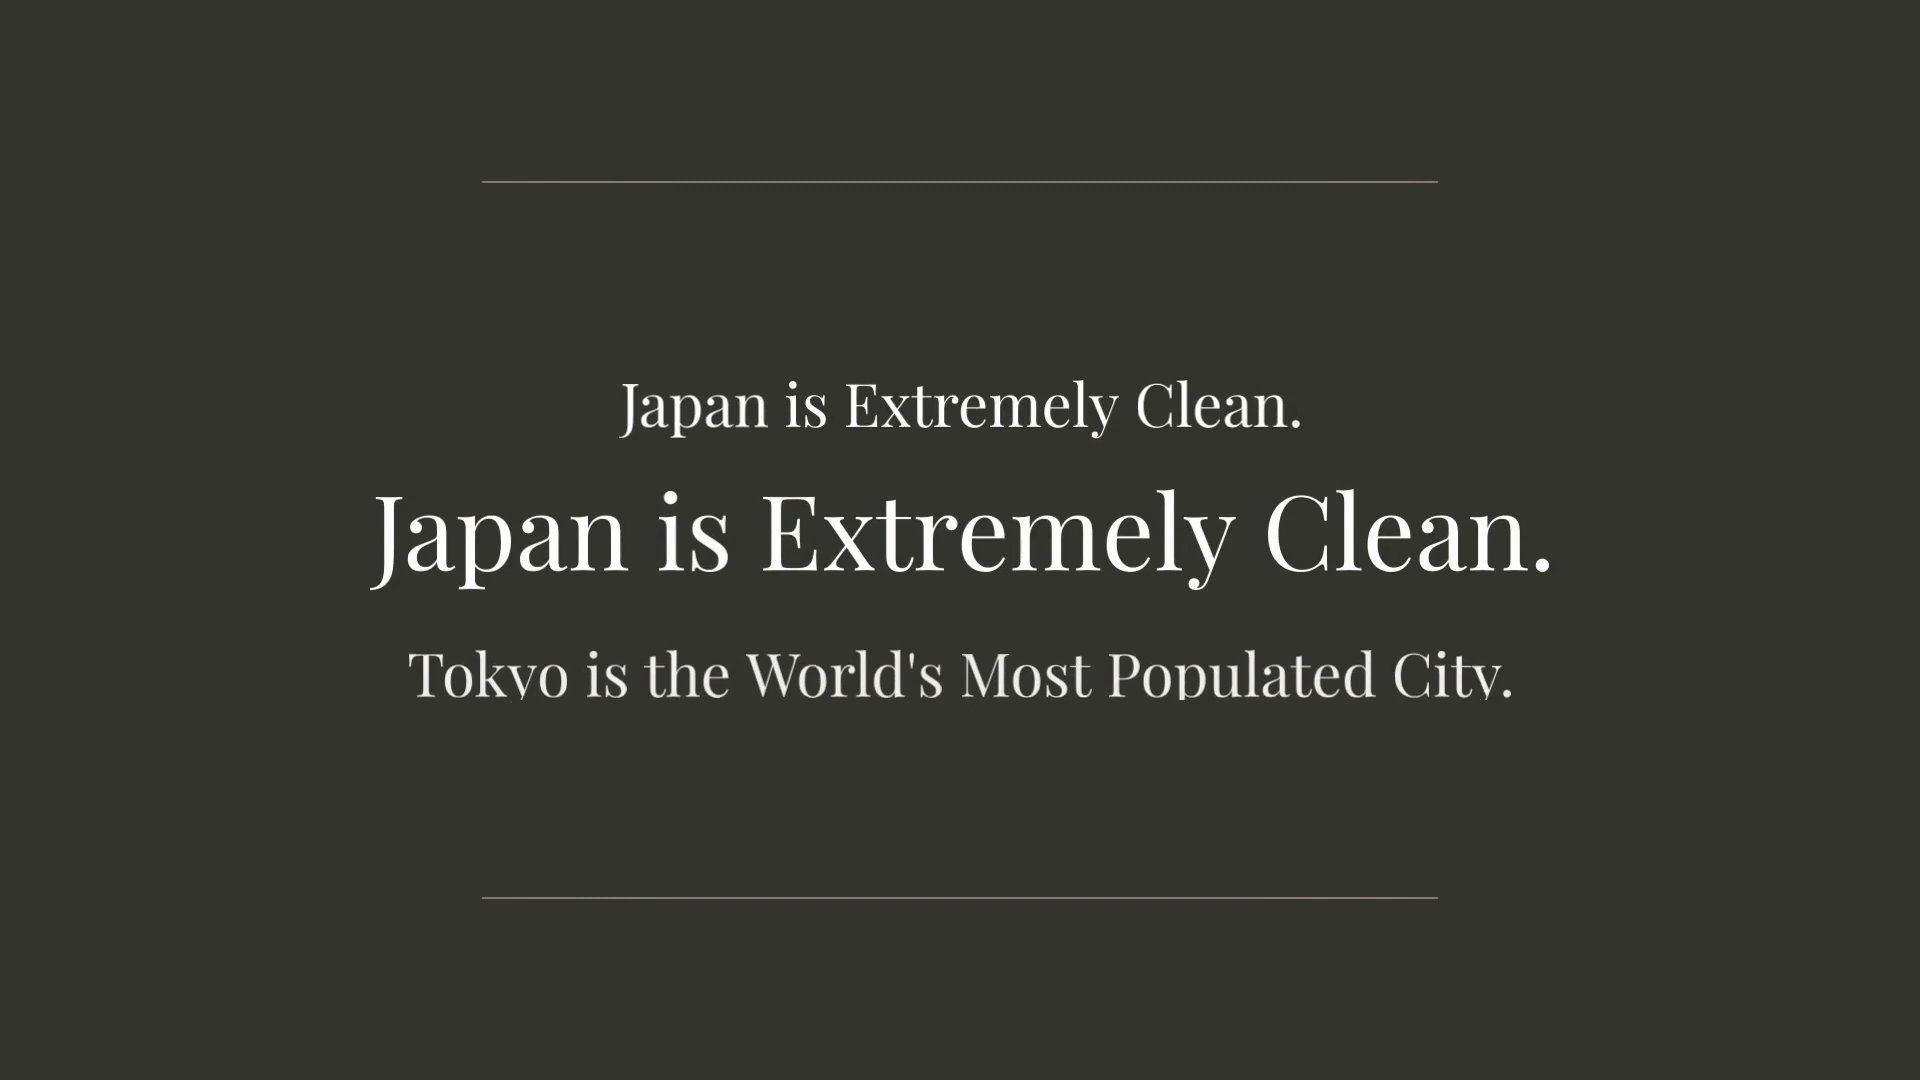 Japan is Extremely Clean.
Japan is Extremely Clean.
Tokyo is the World's Most Populated City.